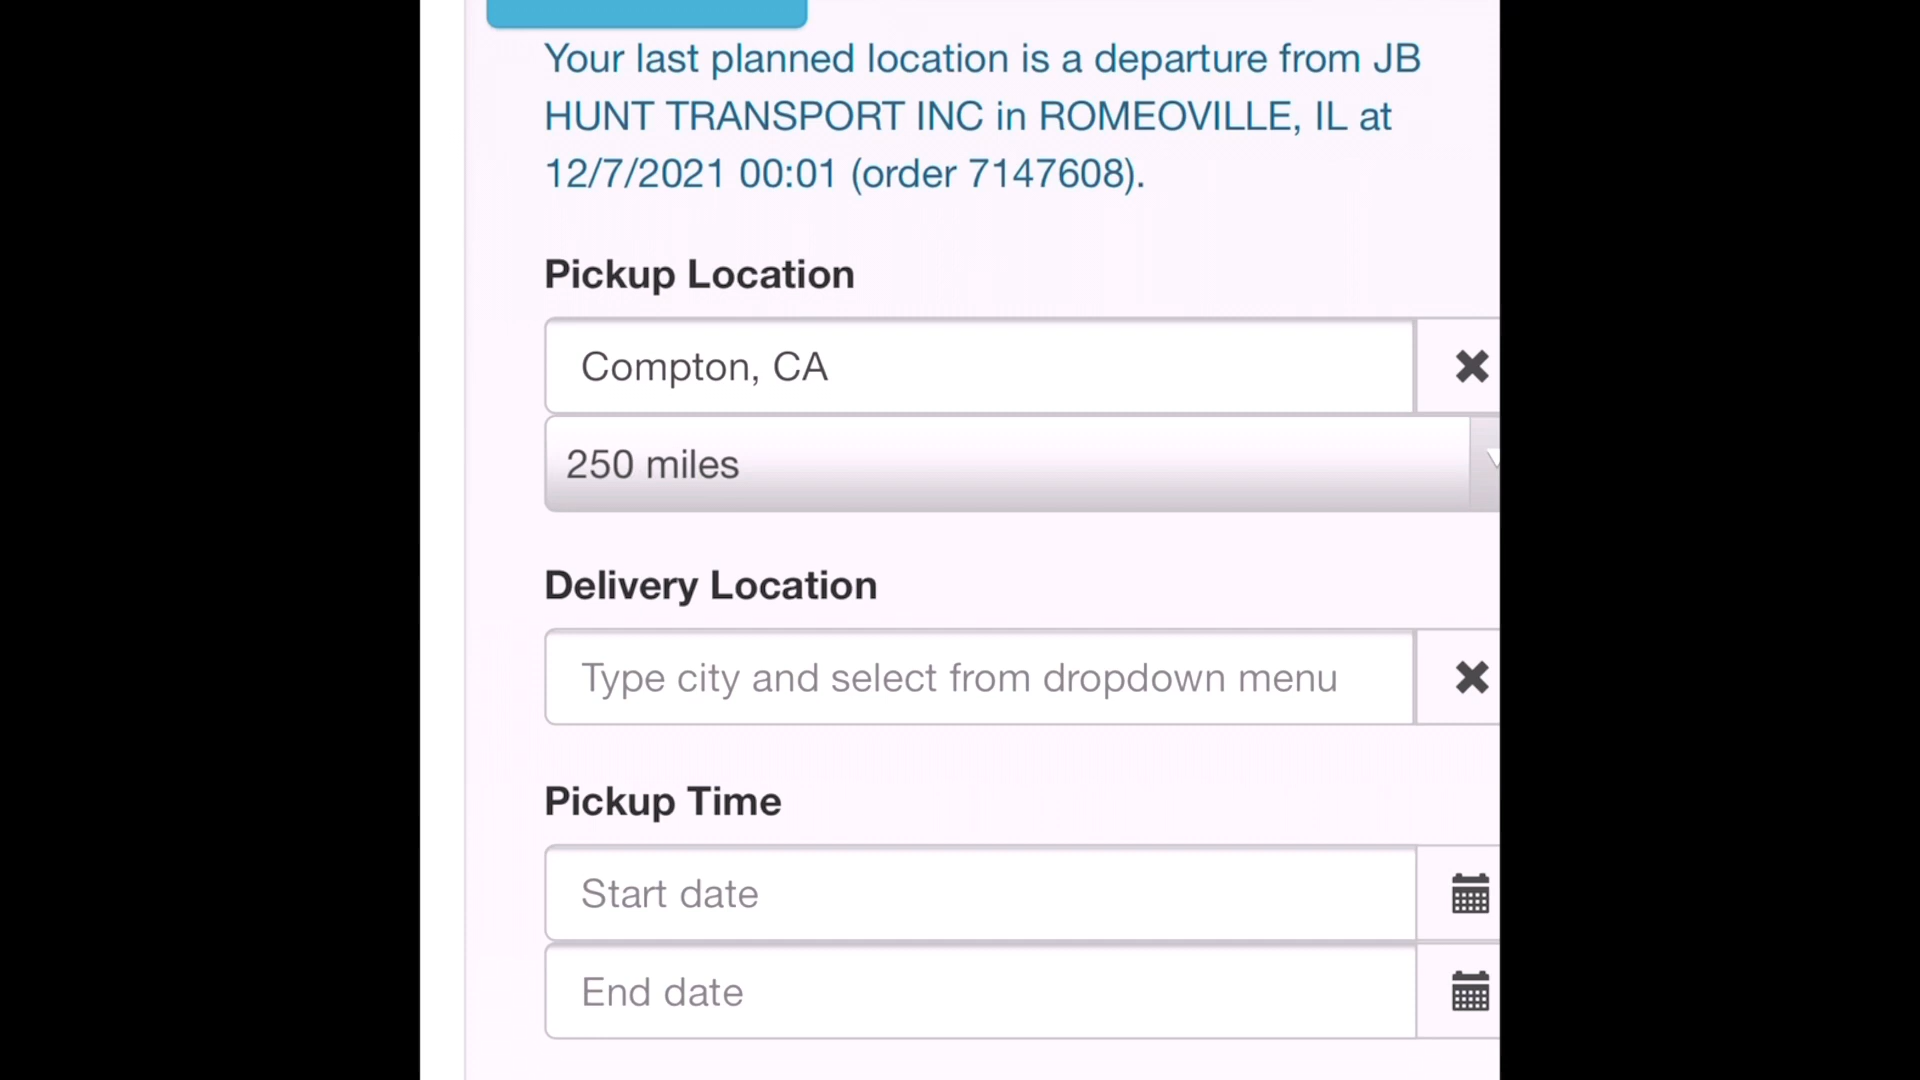 Your last planned location is a departure from JB
HUNT TRANSPORT INC in ROMEOVILLE, IL at
12/7/2021 00:01 (order 7147608).
Pickup Location
Compton, CA
250 miles
Delivery Location
Type city and select from dropdown menu
Pickup Time
Start date
End date